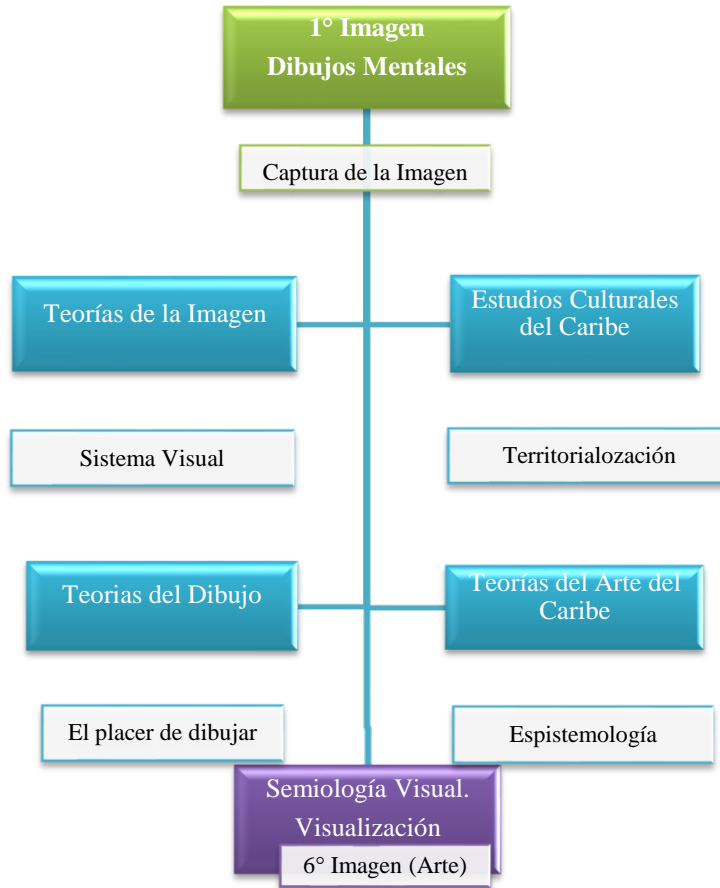 1° Imagen
Dibujos Mentales
Captura de la Imagen
Teorías de la Imagen
Estudios Culturales
del Caribe
Sistema Visual
Territorialozación
Teorias del Dibujo
Teorías del Arte del
Caribe
El placer de dibujar
Espistemología
Semiología Visual.
Visualización
6° Imagen (Arte)